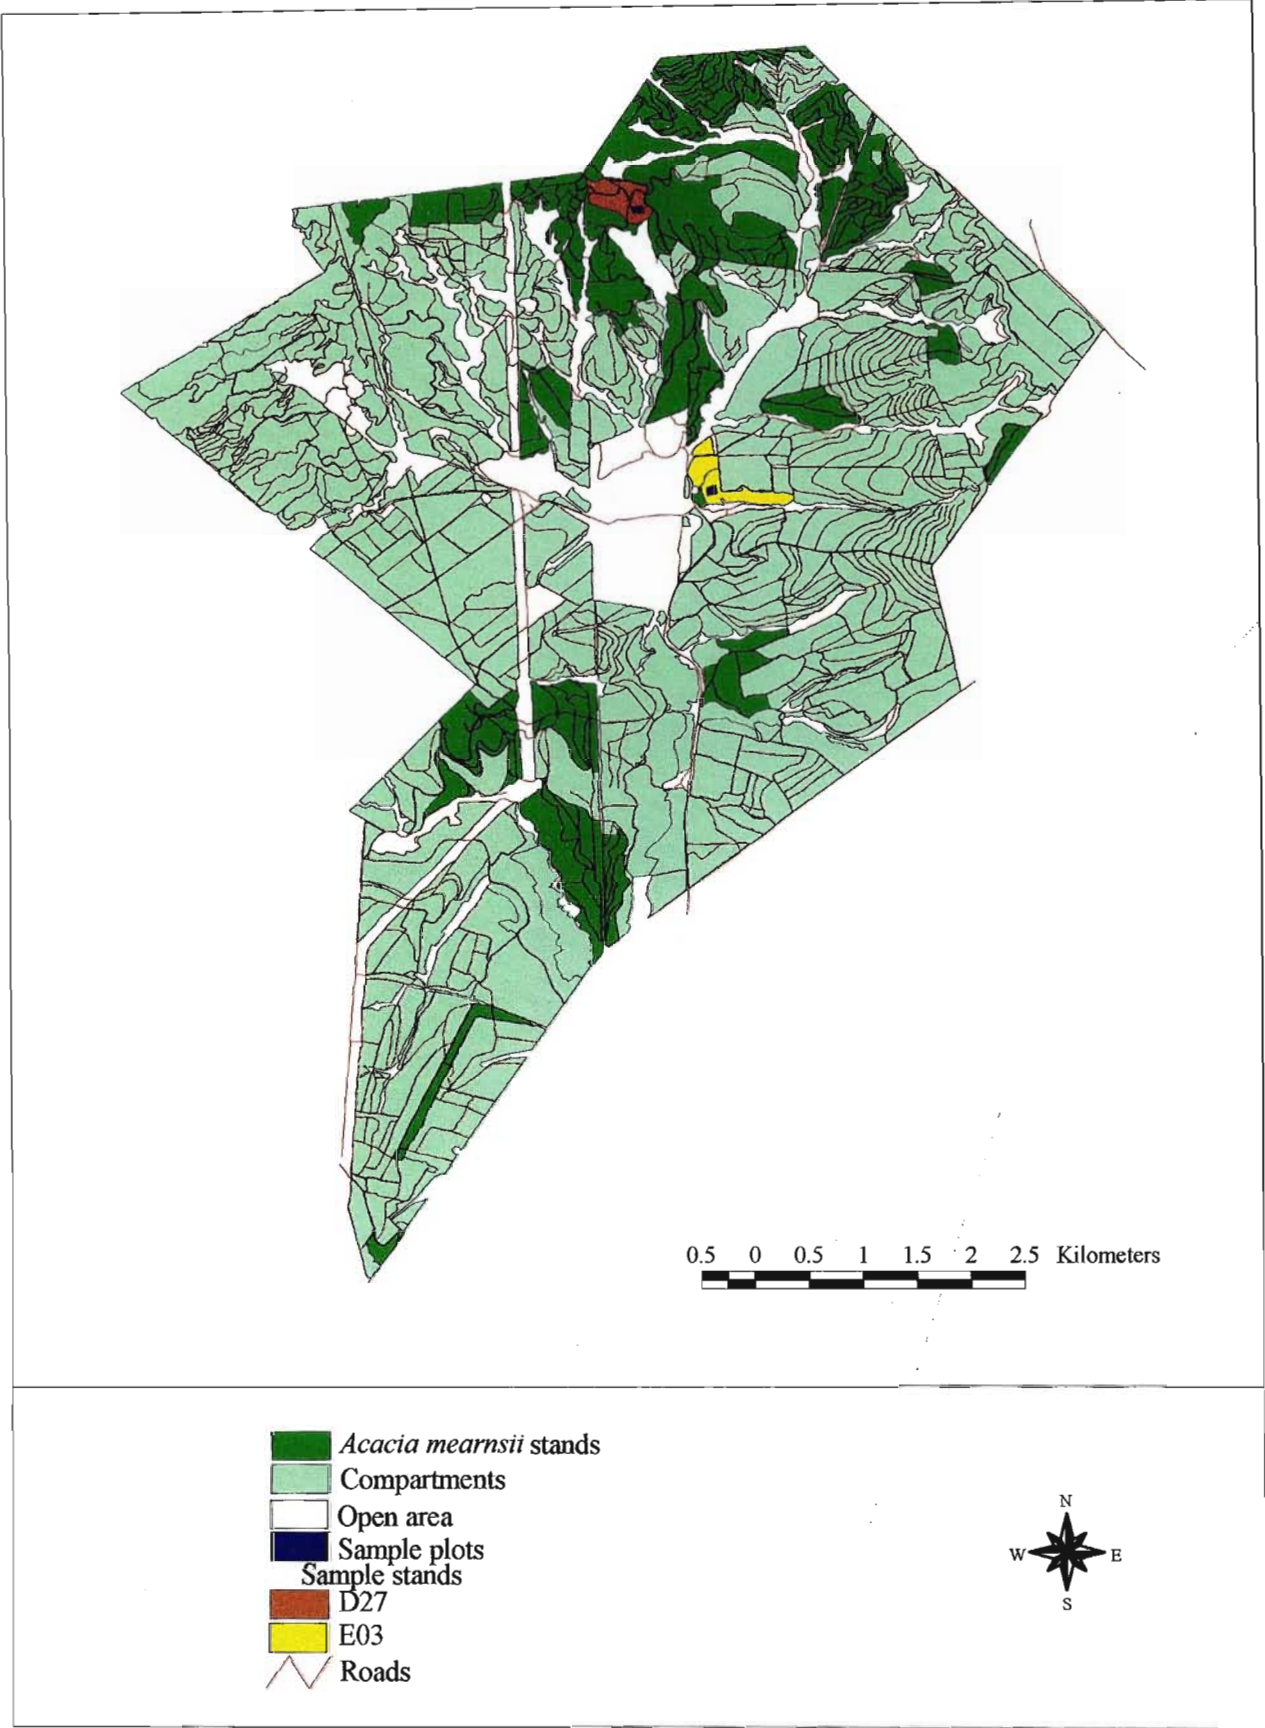 0.5 0 0.5 1 1.5 2 2.5 Kilometers
Acacia mearnsii stands
Compartments
Open area
Sample plots
Sample stands
D27
E03
Roads
N
W E
S